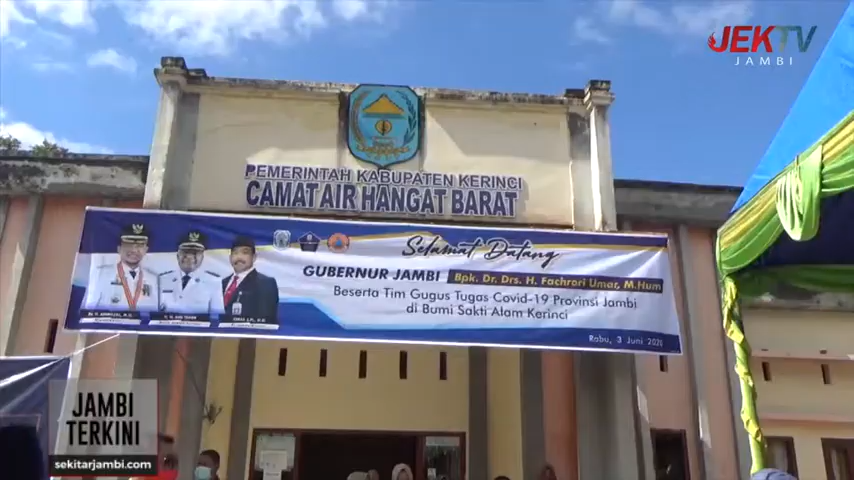 JEKTV
JAMBI
PEMERINTAH KABUPATEN KERINCI
CAMAT AIR HANGAT BARAT
Selamat Datang
GUBERNUR JAMBI Bpk. Dr. Drs. H. Fachrori Umar, M.Hum
Beserta Tim Gugus Tugas Covid-19 Provinsi Jambi
di Bumi Sakti Alam Kerinci
Rabu, 3 Juni 2020
JAMBI
TERKINI
sekitarjambi.com